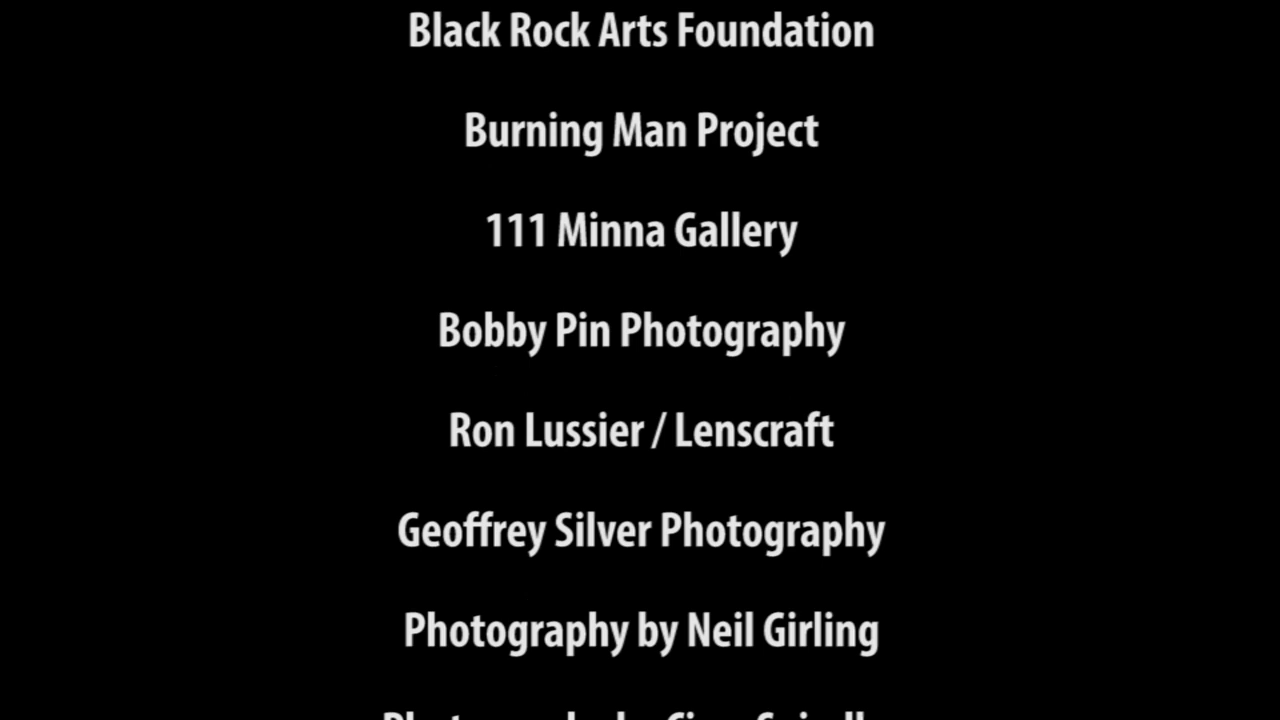 Black Rock Arts Foundation
Burning Man Project
111 Minna Gallery
Bobby Pin Photography
Ron Lussier / Lenscraft
Geoffrey Silver Photography
Photography by Neil Girling